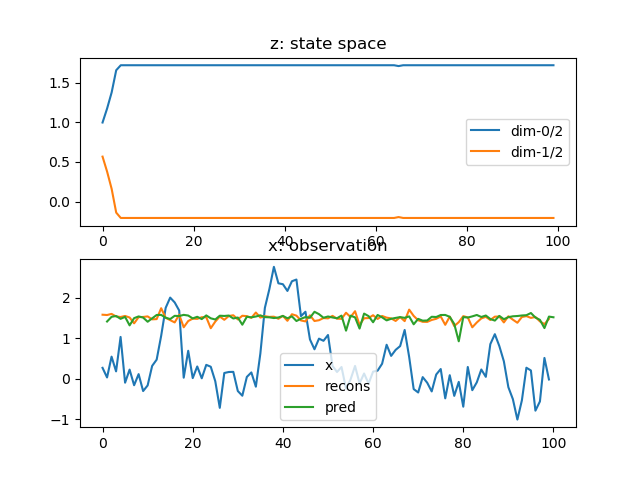 z: state space
1.5
1.0
0.5
0.0
dim-0/2
dim-1/2
0 20 40 60 80 100
x: observation
2
1
0
−1
x
recons
pred
0 20 40 60 80 100